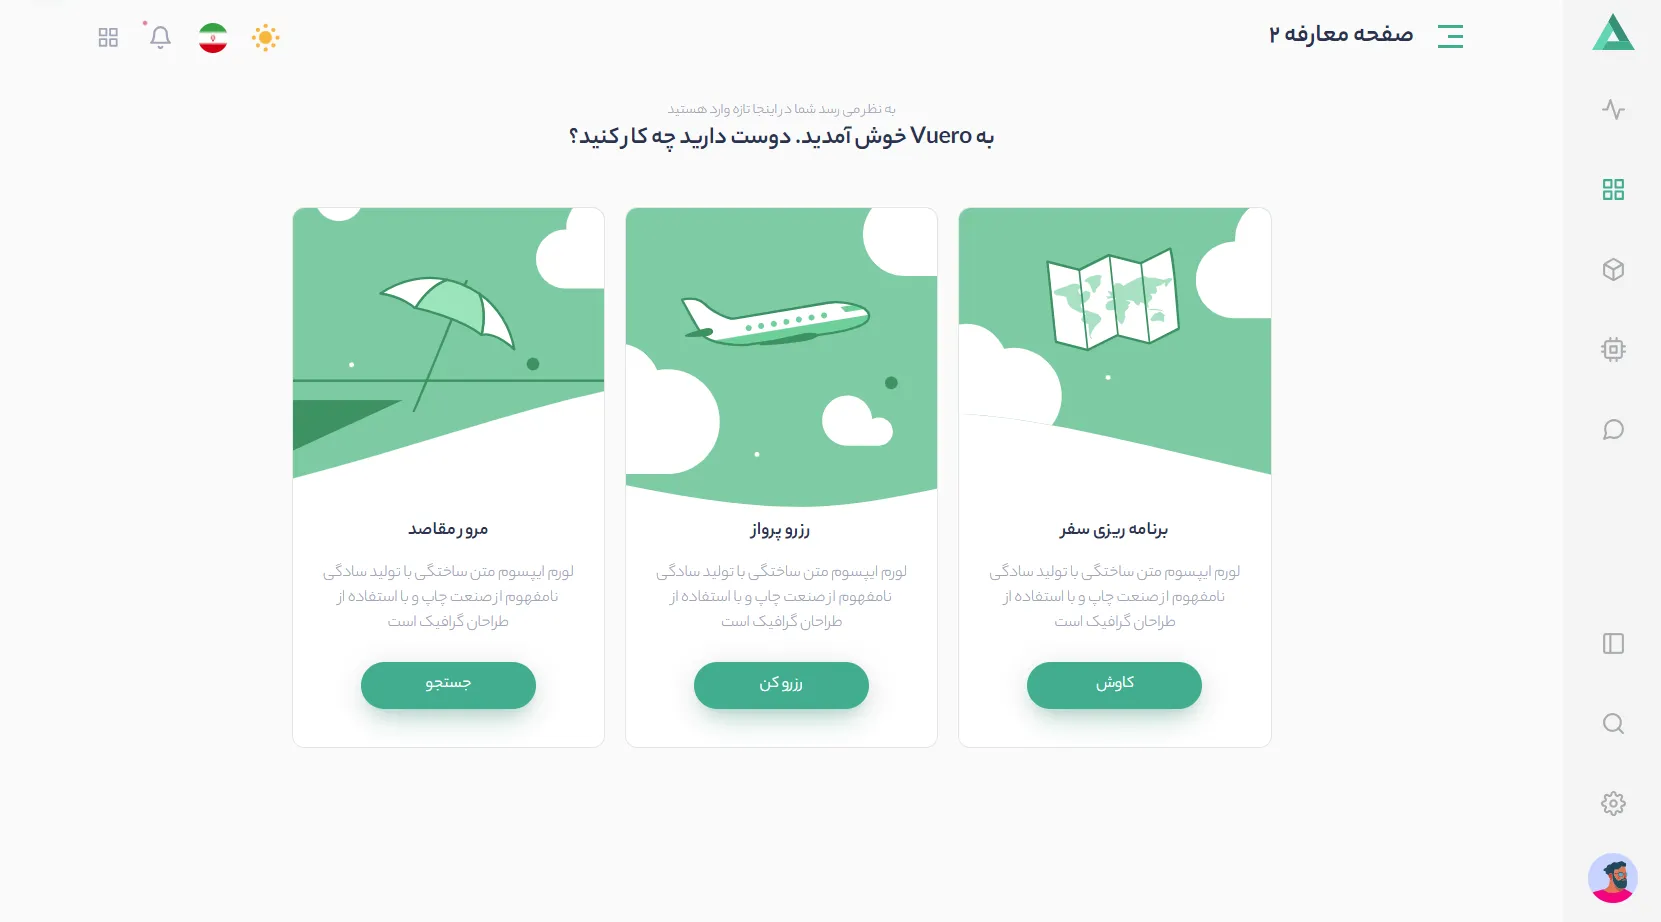 صفحه معارفه ۲
به نظر می رسد شما در اینجا تازه وارد هستید
به Vuero خوش آمدید. دوست دارید چه کار کنید؟
برنامه ریزی سفر
لورم ایپسوم متن ساختگی با تولید سادگی
نامفهوم از صنعت چاپ و با استفاده از
طراحان گرافیک است
کاوش
رزرو پرواز
لورم ایپسوم متن ساختگی با تولید سادگی
نامفهوم از صنعت چاپ و با استفاده از
طراحان گرافیک است
رزرو کن
مرور مقاصد
لورم ایپسوم متن ساختگی با تولید سادگی
نامفهوم از صنعت چاپ و با استفاده از
طراحان گرافیک است
جستجو